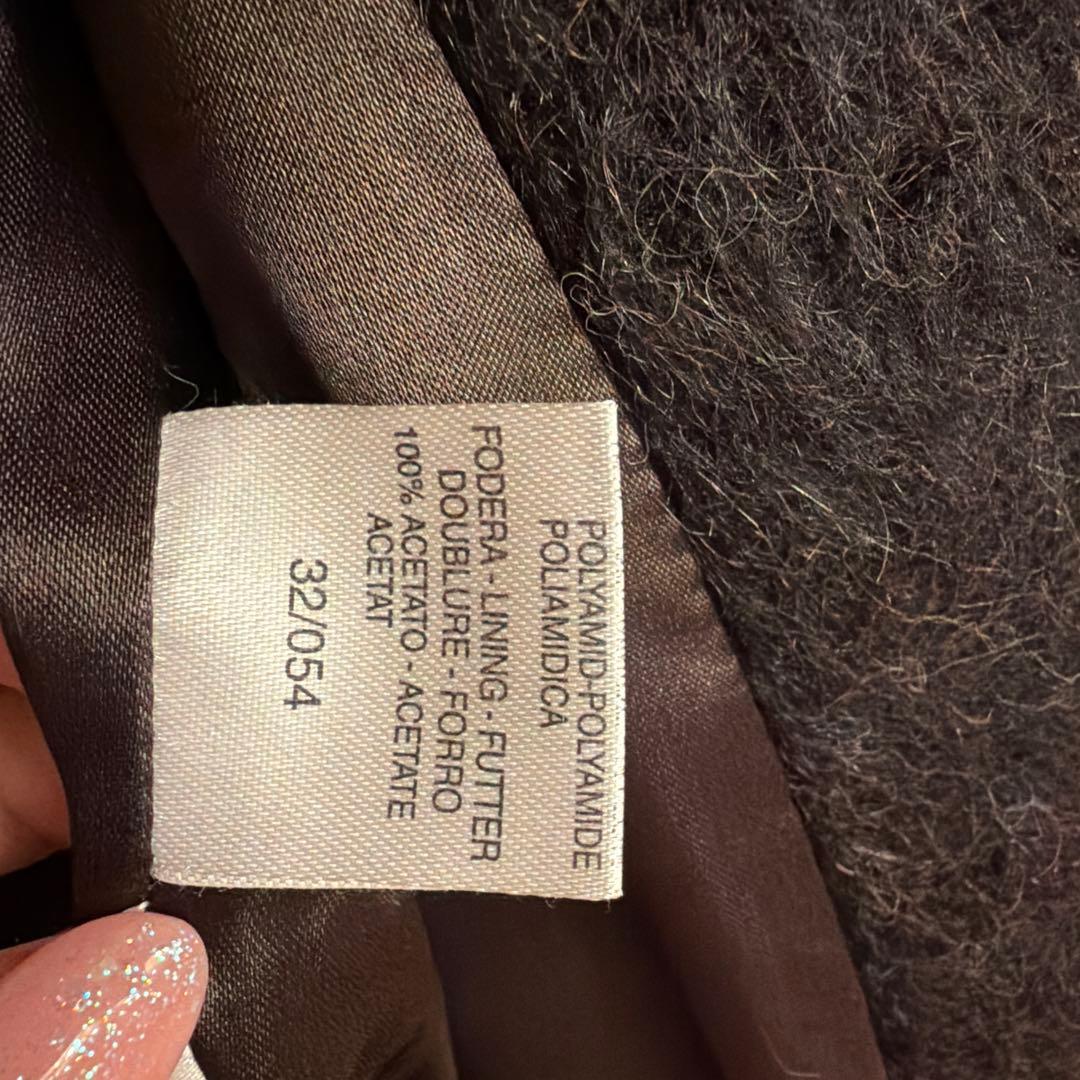 POLYAMID-POLYAMIDE
POLIAMIDICA
FODERA - LINING - FUTTER
DOUBLURE - FORRO
100% ACETATO - ACETATE
ACETAT
32/054